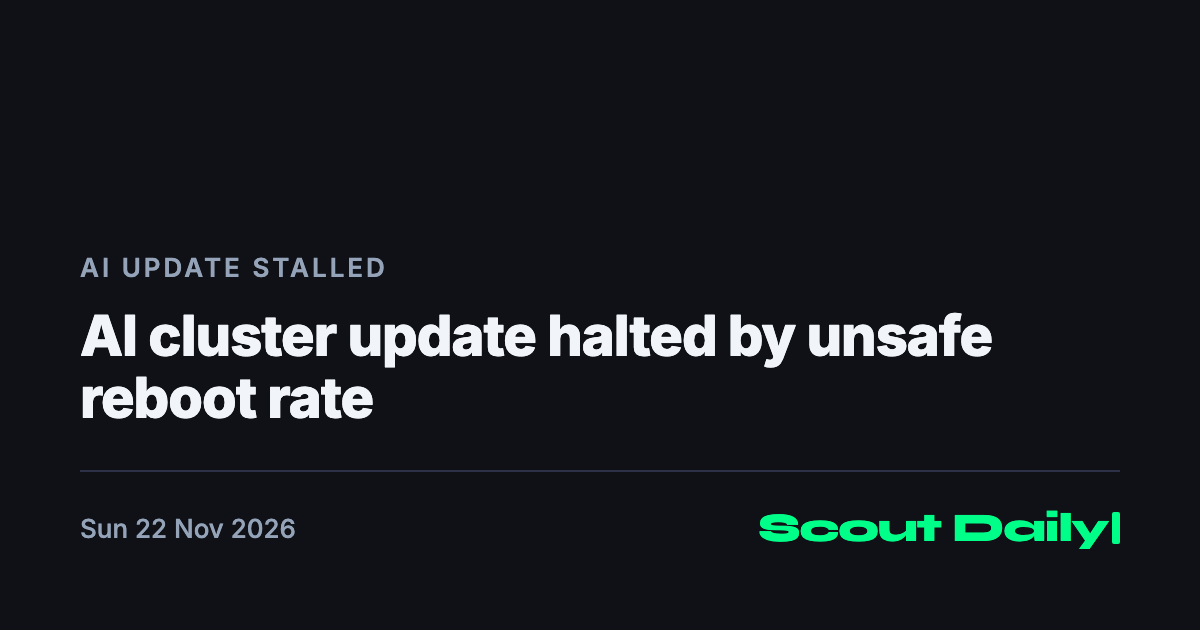 AI UPDATE STALLED
AI cluster update halted by unsafe
reboot rate
Sun 22 Nov 2026
Scout Daily